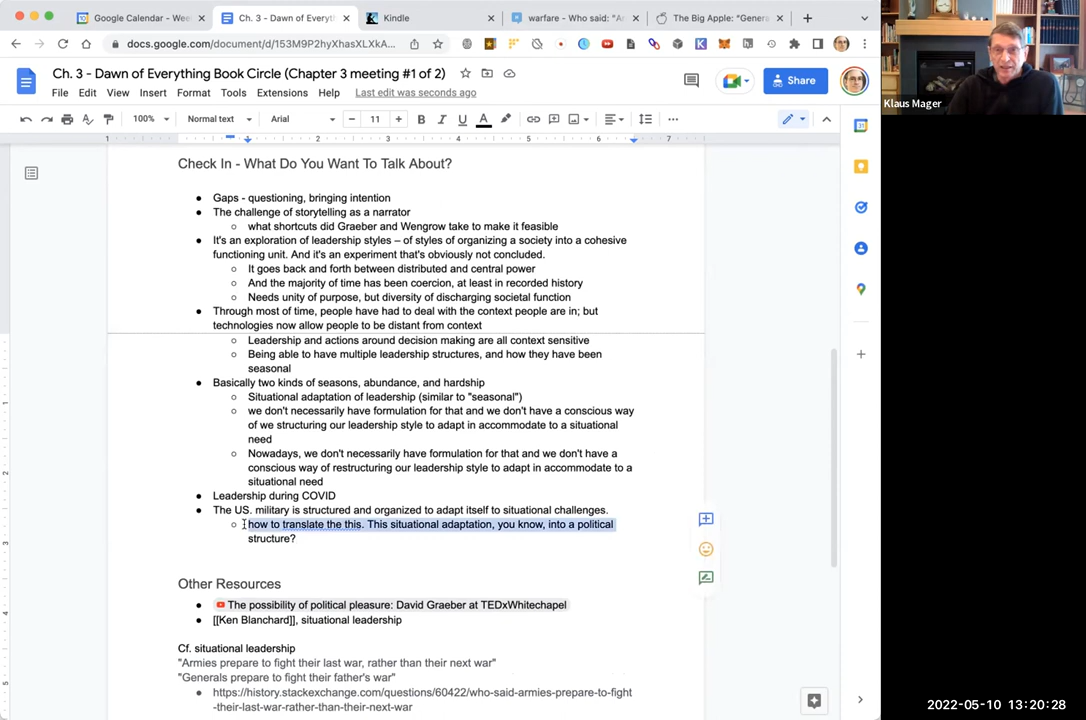 Google Calendar - Wee
Ch. 3 - Dawn of Everyth
Kindle
warfare - Who said: "A
The Big Apple: "Genera
docs.google.com/document/d/153M9P2hyXhasXLXkA...
Ch. 3 - Dawn of Everything Book Circle (Chapter 3 meeting #1 of 2)
Share
File Edit View Insert Format Tools Extensions Help Last edit was seconds ago
Klaus Mager
100% Normal text Arial 11 B I U A
1 1 2 3 4 5 6 7
Check In - What Do You Want To Talk About?
Gaps - questioning, bringing intention
The challenge of storytelling as a narrator
what shortcuts did Graeber and Wengrow take to make it feasible
It's an exploration of leadership styles – of styles of organizing a society into a cohesive
functioning unit. And it's an experiment that's obviously not concluded.
It goes back and forth between distributed and central power
And the majority of time has been coercion, at least in recorded history
Needs unity of purpose, but diversity of discharging societal function
Through most of time, people have had to deal with the context people are in; but
technologies now allow people to be distant from context
Leadership and actions around decision making are all context sensitive
Being able to have multiple leadership structures, and how they have been
seasonal
Basically two kinds of seasons, abundance, and hardship
Situational adaptation of leadership (similar to "seasonal")
we don't necessarily have formulation for that and we don't have a conscious way
of we structuring our leadership style to adapt in accommodate to a situational
need
Nowadays, we don't necessarily have formulation for that and we don't have a
conscious way of restructuring our leadership style to adapt in accommodate to a
situational need
Leadership during COVID
The US. military is structured and organized to adapt itself to situational challenges.
how to translate the this. This situational adaptation, you know, into a political
structure?
Other Resources
The possibility of political pleasure: David Graeber at TEDxWhitechapel
[[Ken Blanchard]], situational leadership
Cf. situational leadership
"Armies prepare to fight their last war, rather than their next war"
"Generals prepare to fight their father's war"
https://history.stackexchange.com/questions/60422/who-said-armies-prepare-to-fight
-their-last-war-rather-than-their-next-war
2022-05-10 13:20:28